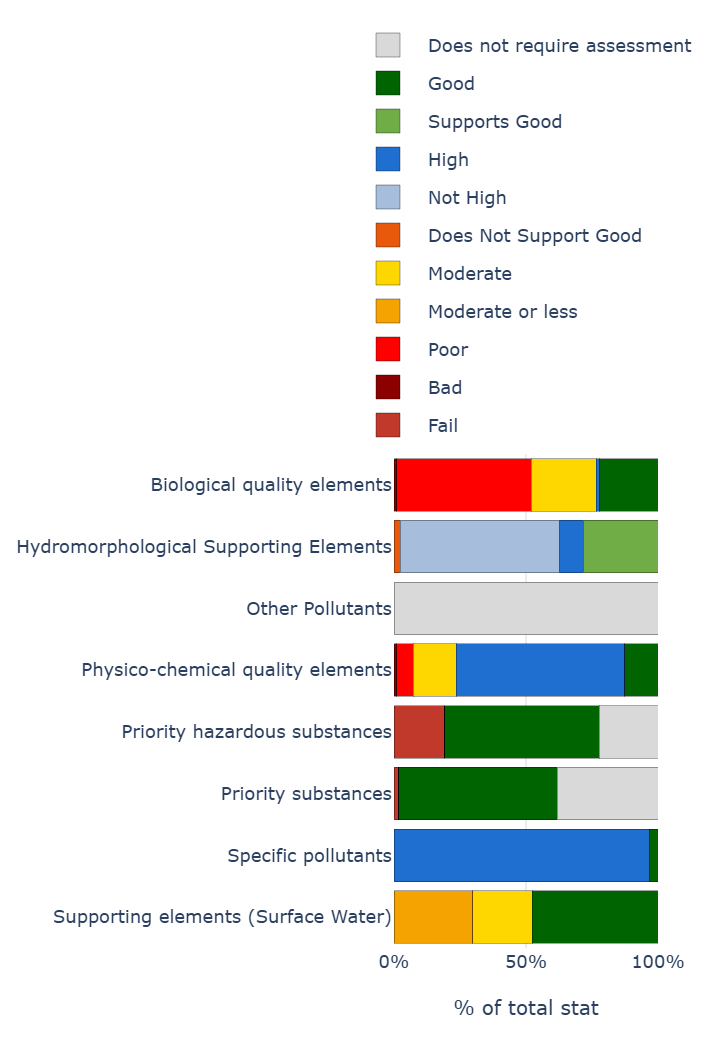 Does not require assessment
Good
Supports Good
High
Not High
Does Not Support Good
Moderate
Moderate or less
Poor
Bad
Fail
Biological quality elements
Hydromorphological Supporting Elements
Other Pollutants
Physico-chemical quality elements
Priority hazardous substances
Priority substances
Specific pollutants
Supporting elements (Surface Water)
0% 50% 100%
% of total stat